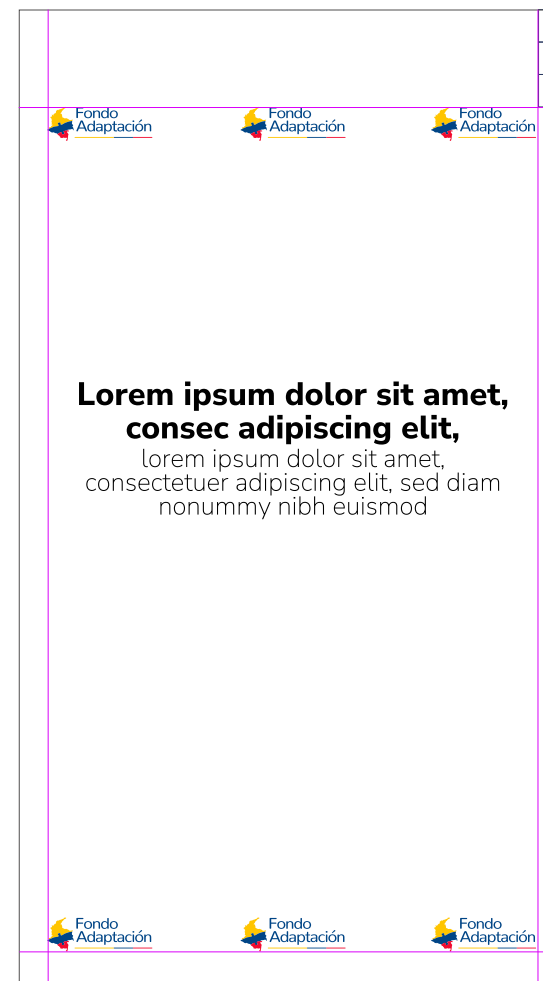 Fondo
Adaptación
Fondo
Adaptación
Fondo
Adaptación
Lorem ipsum dolor sit amet,
consec adipiscing elit,
lorem ipsum dolor sit amet,
consectetuer adipiscing elit, sed diam
nonummy nibh euismod
Fondo
Adaptación
Fondo
Adaptación
Fondo
Adaptación